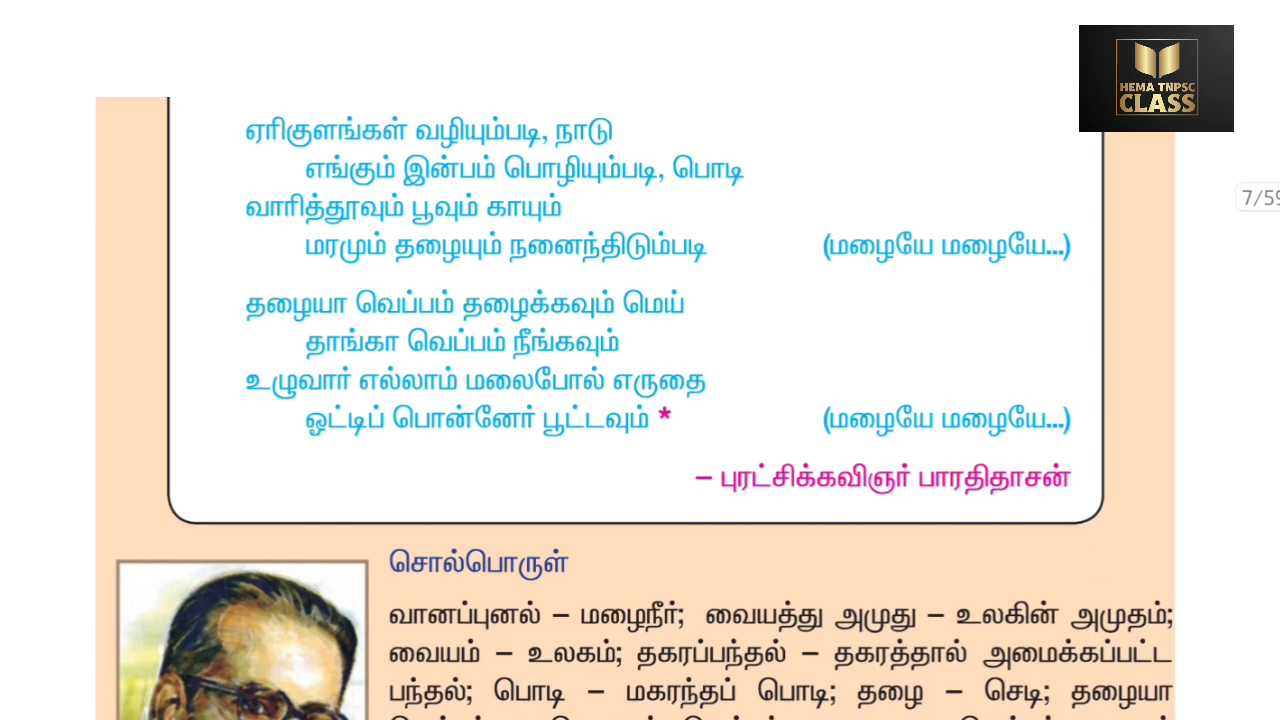 HEMA TNPSC
CLASS
ஏரிகுளங்கள் வழியும்படி, நாடு
எங்கும் இன்பம் பொழியும்படி, பொடி
வாரித்தூவும் பூவும் காயும்
மரமும் தழையும் நனைந்திடும்படி (மழையே மழையே...)
தழையா வெப்பம் தழைக்கவும் மெய்
தாங்கா வெப்பம் நீங்கவும்
உழுவார் எல்லாம் மலைபோல் எருதை
ஓட்டிப் பொன்னேர் பூட்டவும் * (மழையே மழையே...)
– புரட்சிக்கவிஞர் பாரதிதாசன்
சொல்பொருள்
வானப்புனல் – மழைநீர்; வையத்து அமுது – உலகின் அமுதம்;
வையம் – உலகம்; தகரப்பந்தல் – தகரத்தால் அமைக்கப்பட்ட
பந்தல்; பொடி – மகரந்தப் பொடி; தழை – செடி; தழையா
7/59